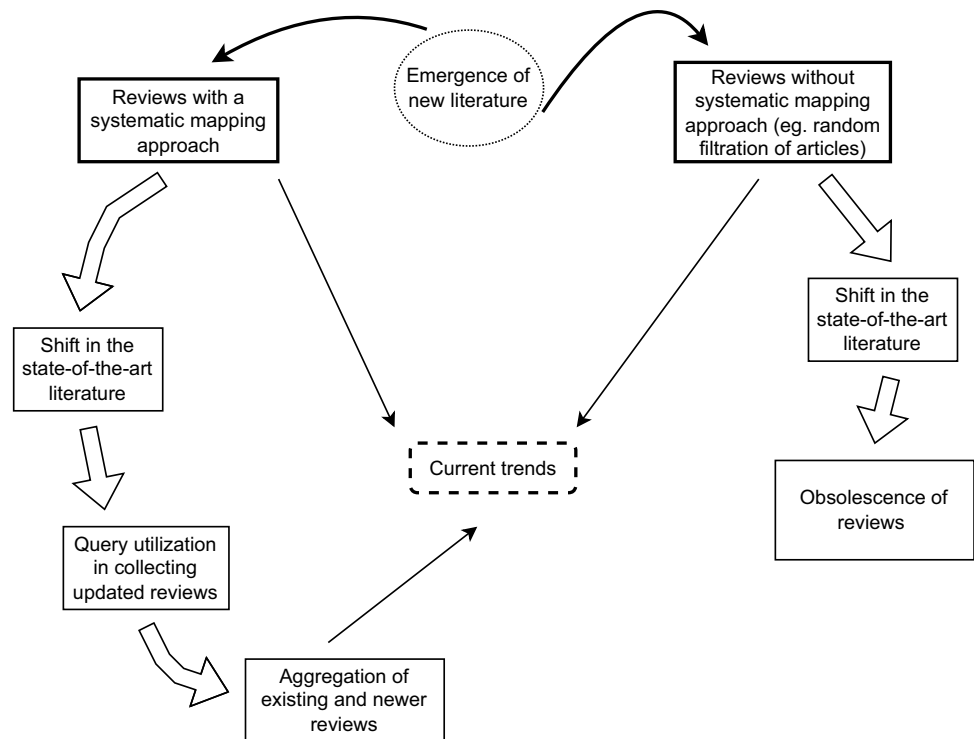 Emergence of
new literature
Reviews with a
systematic mapping
approach
Reviews without
systematic mapping
approach (eg. random
filtration of articles)
Shift in the
state-of-the-art
literature
Shift in the
state-of-the-art
literature
Current trends
Obsolescence of
reviews
Query utilization
in collecting
updated reviews
Aggregation of
existing and newer
reviews